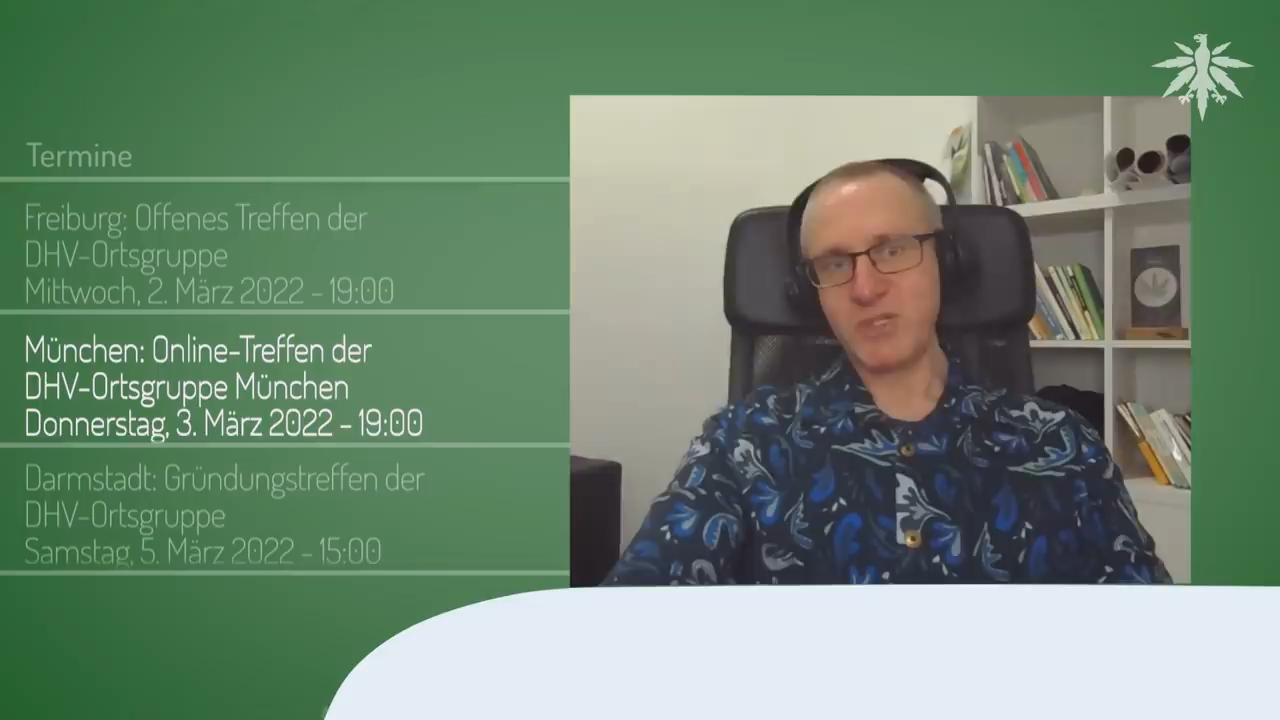 Termine
Freiburg: Offenes Treffen der
DHV-Ortsgruppe
Mittwoch, 2. März 2022 - 19:00
München: Online-Treffen der
DHV-Ortsgruppe München
Donnerstag, 3. März 2022 - 19:00
Darmstadt: Gründungstreffen der
DHV-Ortsgruppe
Samstag, 5. März 2022 - 15:00